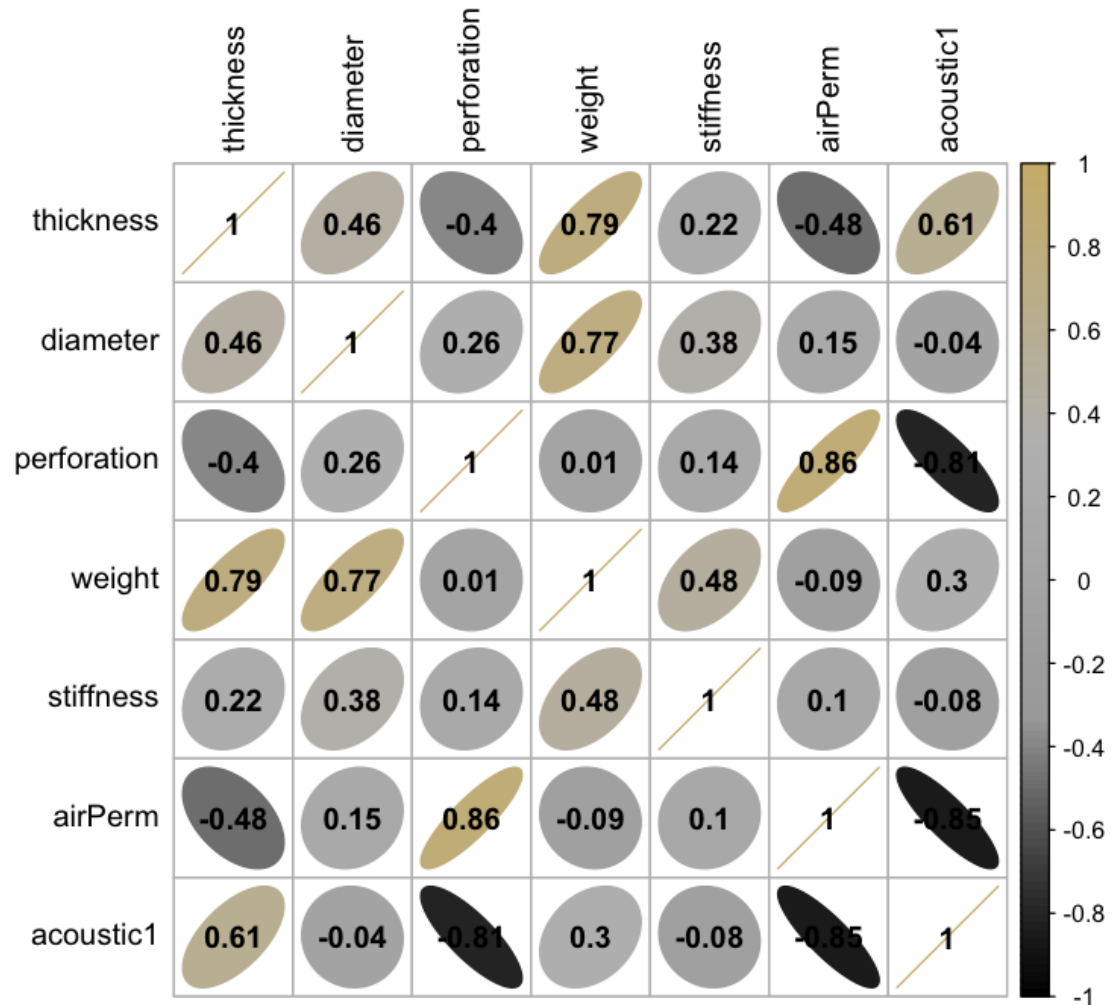 thickness diameter perforation weight stiffness airPerm acoustic1
thickness 1 0.46 -0.4 0.79 0.22 -0.48 0.61
diameter 0.46 1 0.26 0.77 0.38 0.15 -0.04
perforation -0.4 0.26 1 0.01 0.14 0.86 -0.81
weight 0.79 0.77 0.01 1 0.48 -0.09 0.3
stiffness 0.22 0.38 0.14 0.48 1 0.1 -0.08
airPerm -0.48 0.15 0.86 -0.09 0.1 1 -0.85
acoustic1 0.61 -0.04 -0.81 0.3 -0.08 -0.85 1
1
0.8
0.6
0.4
0.2
0
-0.2
-0.4
-0.6
-0.8
-1